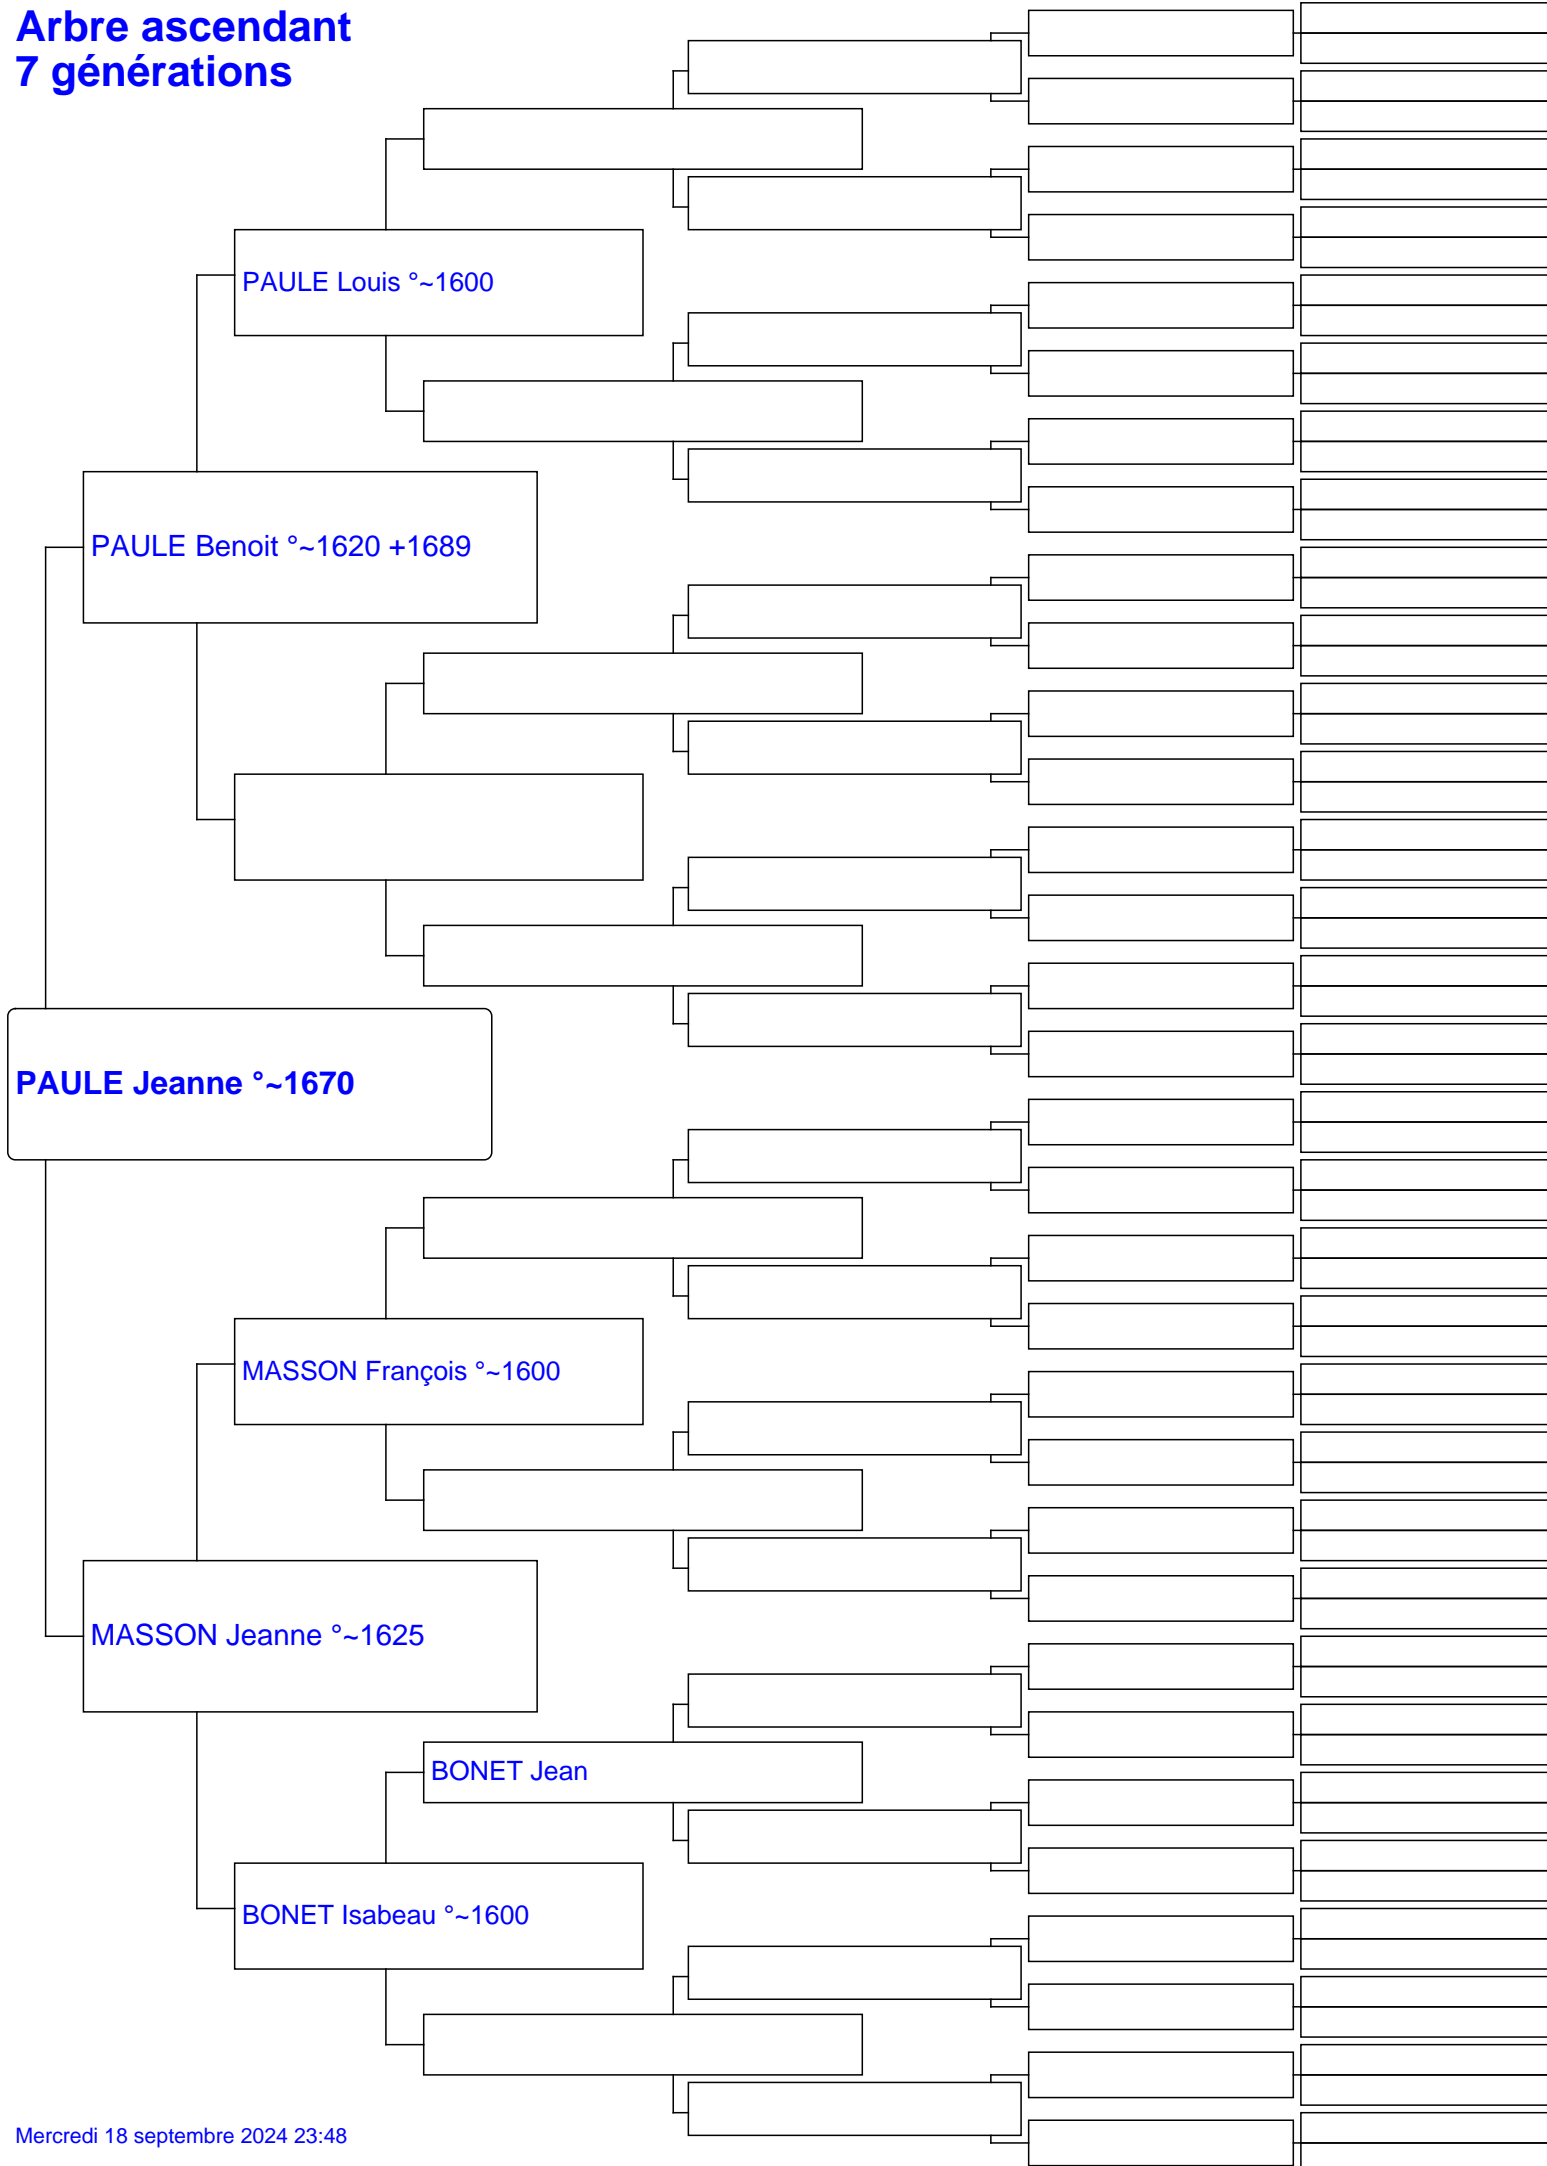 Arbre ascendant
7 générations
PAULE Louis °~1600
PAULE Benoit °~1620 +1689
PAULE Jeanne °~1670
MASSON François °~1600
MASSON Jeanne °~1625
BONET Jean
BONET Isabeau °~1600
Mercredi 18 septembre 2024 23:48